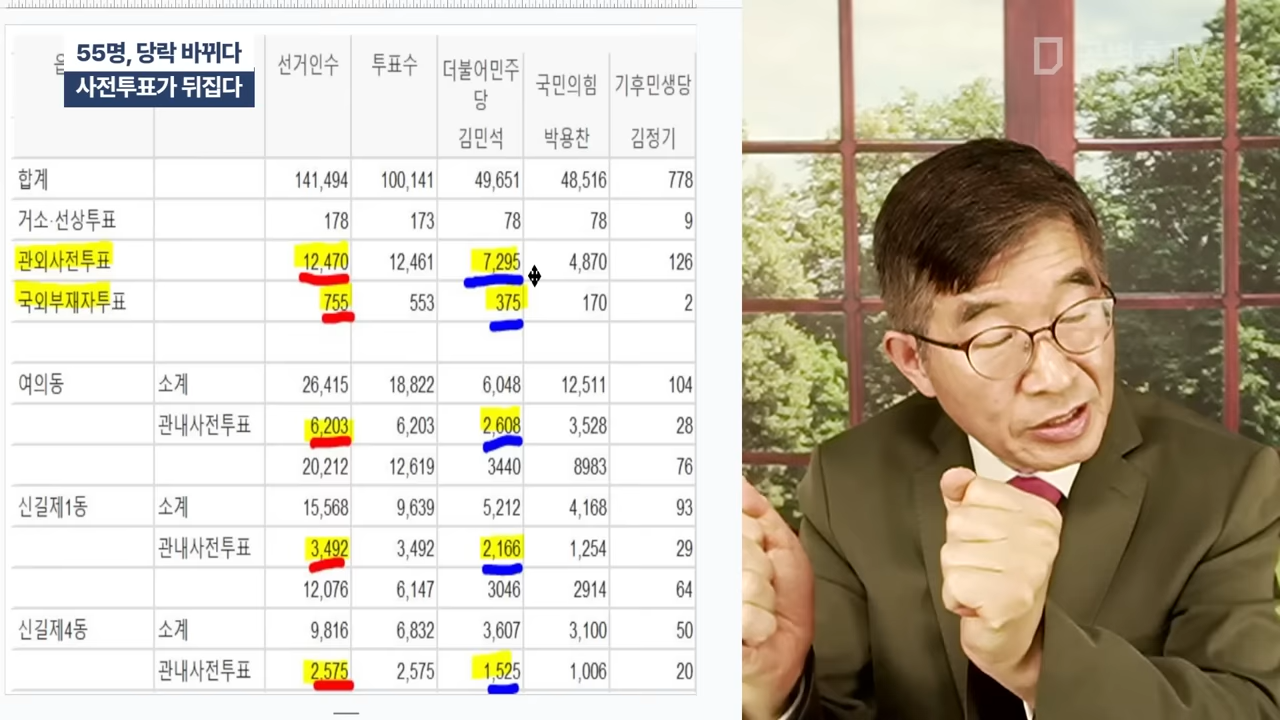 55명, 당락 바뀌다
사전투표가 뒤집다
선거인수 투표수 더불어민주당 국민의힘 기후민생당
김민석 박용찬 김정기
합계 141,494 100,141 49,651 48,516 778
거소·선상투표 178 173 78 78 9
관외사전투표 12,470 12,461 7,295 4,870 126
국외부재자투표 755 553 375 170 2
여의동 소계 26,415 18,822 6,048 12,511 104
관내사전투표 6,203 6,203 2,608 3,528 28
20,212 12,619 3440 8983 76
신길제1동 소계 15,568 9,639 5,212 4,168 93
관내사전투표 3,492 3,492 2,166 1,254 29
12,076 6,147 3046 2914 64
신길제4동 소계 9,816 6,832 3,607 3,100 50
관내사전투표 2,575 2,575 1,525 1,006 20